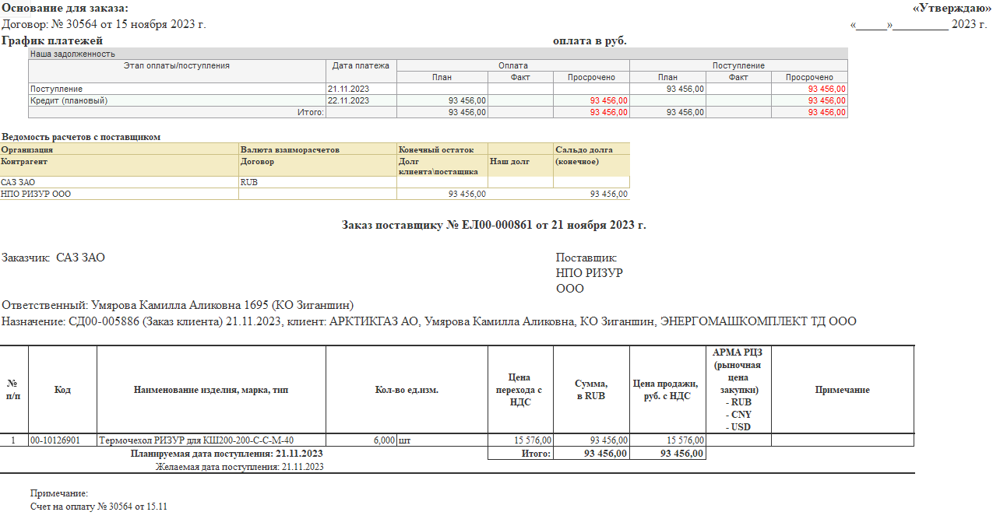 Основание для заказа: «Утверждаю»
Договор: № 30564 от 15 ноября 2023 г. «_____»_________ 2023 г.
График платежей оплата в руб.
Наша задолженность
Этап оплаты/поступления Дата платежа Оплата Поступление
План Факт Просрочено План Факт Просрочено
Поступление 21.11.2023 93 456,00 93 456,00
Кредит (плановый) 22.11.2023 93 456,00 93 456,00 93 456,00
Итого: 93 456,00 93 456,00 93 456,00 93 456,00
Ведомость расчетов с поставщиком
Организация Валюта взаиморасчетов Конечный остаток Сальдо долга
Контрагент Договор Долг Наш долг (конечное)
клиента\постащика
САЗ ЗАО RUB
НПО РИЗУР ООО 93 456,00 93 456,00
Заказ поставщику № ЕЛ00-000861 от 21 ноября 2023 г.
Заказчик: САЗ ЗАО Поставщик:
НПО РИЗУР
ООО
Ответственный: Умярова Камилла Аликовна 1695 (КО Зиганшин)
Назначение: СД00-005886 (Заказ клиента) 21.11.2023, клиент: АРКТИКГАЗ АО, Умярова Камилла Аликовна, КО Зиганшин, ЭНЕРГОМАШКОМПЛЕКТ ТД ООО
№ п/п Код Наименование изделия, марка, тип Кол-во ед.изм. Цена перехода с НДС Сумма, в RUB Цена продажи, руб. с НДС АРМА РЦЗ (рыночная цена закупки) - RUB - CNY - USD Примечание
1 00-10126901 Термочехол РИЗУР для КШ200-200-С-С-М-40 6,000 шт 15 576,00 93 456,00 15 576,00
Планируемая дата поступления: 21.11.2023 Итого: 93 456,00 93 456,00
Желаемая дата поступления: 21.11.2023
Примечание:
Счет на оплату № 30564 от 15.11